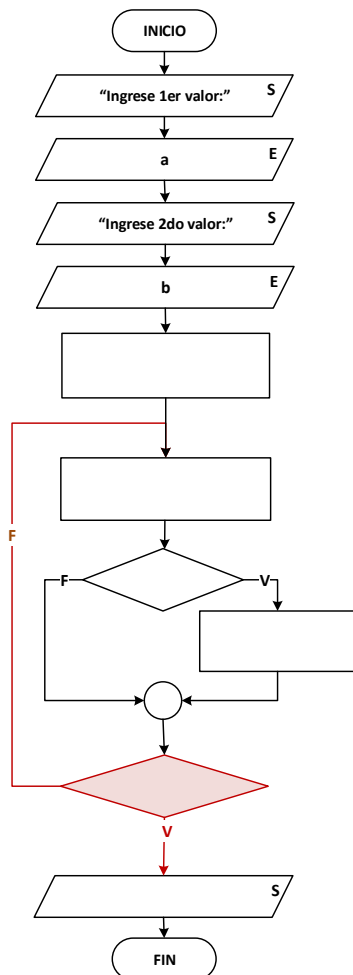 INICIO
“Ingrese 1er valor:”
S
a
E
“Ingrese 2do valor:”
S
b
E
F
F
V
V
S
FIN